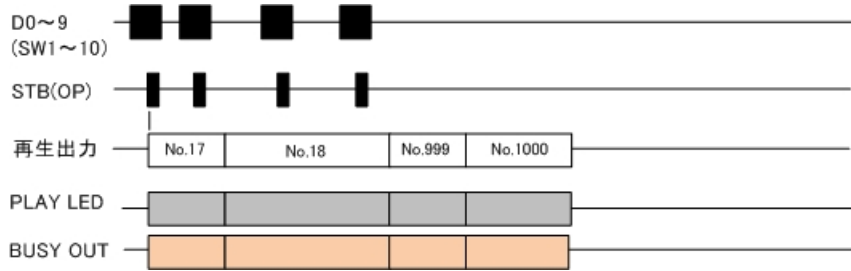 D0～9
(SW1～10)
STB(OP)
再生出力 No.17 No.18 No.999 No.1000
PLAY LED
BUSY OUT